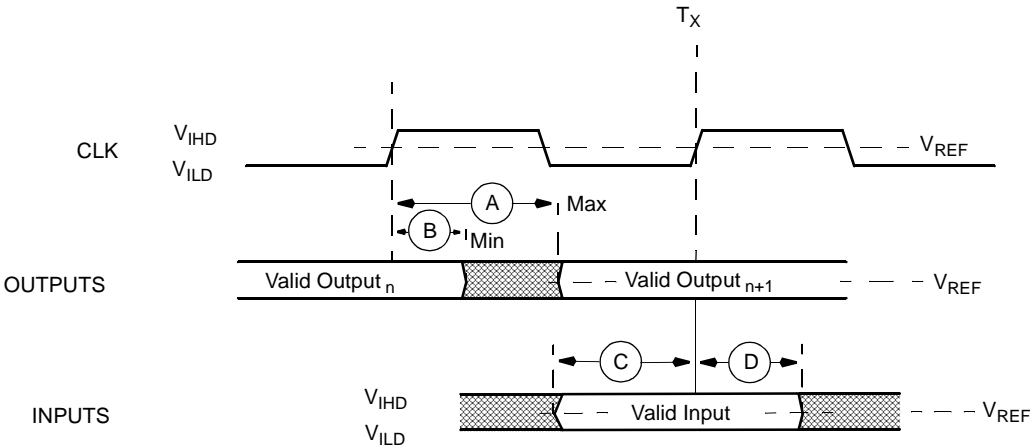 T_X
V_IHD
CLK
V_REF
V_ILD
A
Max
B
Min
OUTPUTS
Valid Output n
Valid Output n+1
V_REF
C
D
V_IHD
INPUTS
Valid Input
V_REF
V_ILD